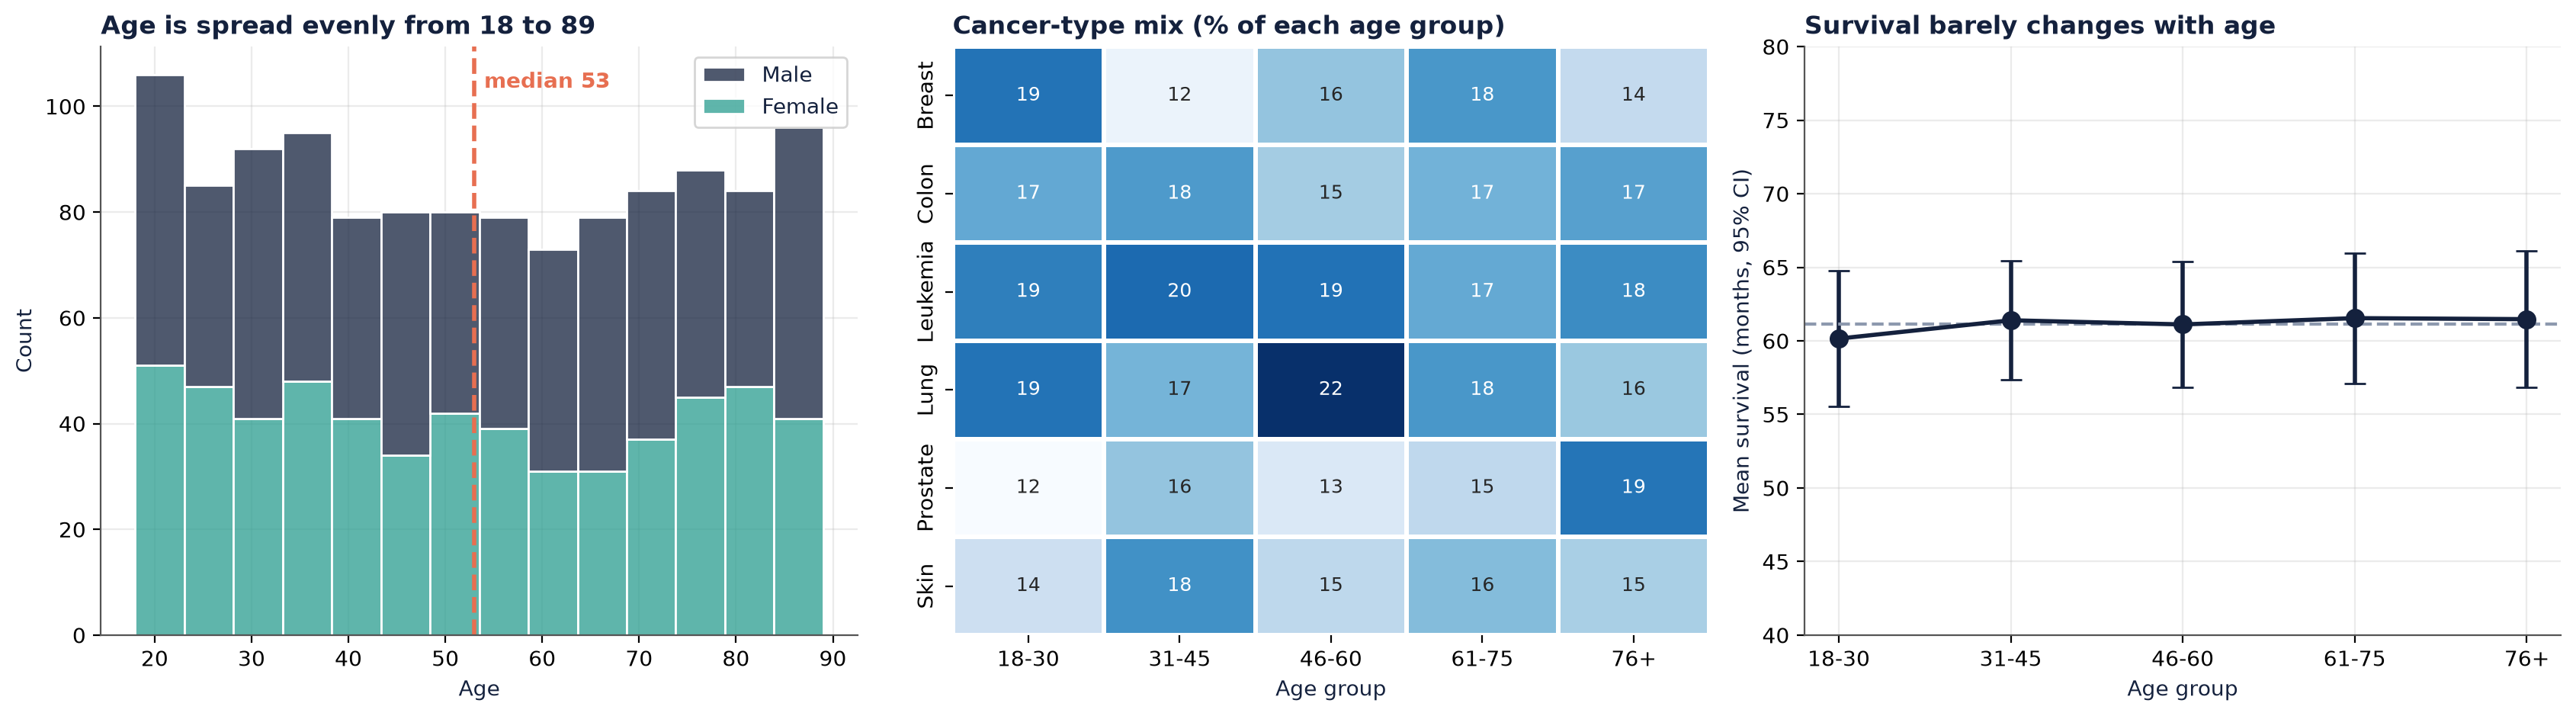 Age is spread evenly from 18 to 89
median 53
Male
Female
Count
100
80
60
40
20
0
20 30 40 50 60 70 80 90
Age
Cancer-type mix (% of each age group)
Breast 19 12 16 18 14
Colon 17 18 15 17 17
Leukemia 19 20 19 17 18
Lung 19 17 22 18 16
Prostate 12 16 13 15 19
Skin 14 18 15 16 15
18-30 31-45 46-60 61-75 76+
Age group
Survival barely changes with age
Mean survival (months, 95% CI)
80
75
70
65
60
55
50
45
40
18-30 31-45 46-60 61-75 76+
Age group